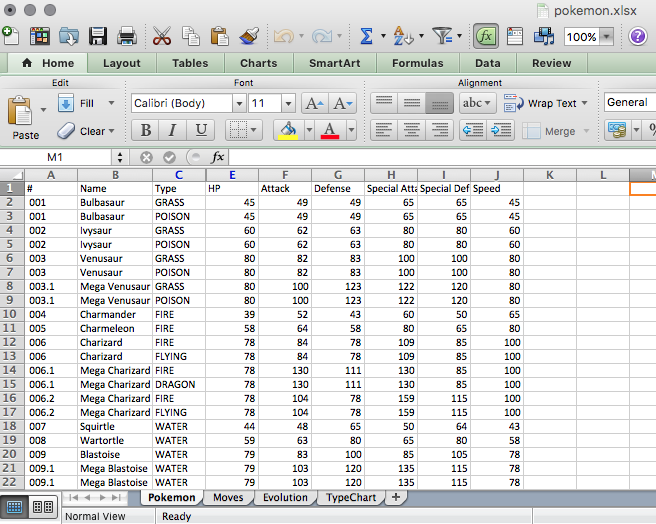 pokemon.xlsx
Σ A Z fx 100% ?
Home Layout Tables Charts SmartArt Formulas Data Review
Edit Font Alignment
Paste Fill Calibri (Body) 11 A A abc Wrap Text General
Clear B I U A Merge %
M1 fx
A B C E F G H I J K L
1 # Name Type HP Attack Defense Special Atta Special Def Speed
2 001 Bulbasaur GRASS 45 49 49 65 65 45
3 001 Bulbasaur POISON 45 49 49 65 65 45
4 002 Ivysaur GRASS 60 62 63 80 80 60
5 002 Ivysaur POISON 60 62 63 80 80 60
6 003 Venusaur GRASS 80 82 83 100 100 80
7 003 Venusaur POISON 80 82 83 100 100 80
8 003.1 Mega Venusaur GRASS 80 100 123 122 120 80
9 003.1 Mega Venusaur POISON 80 100 123 122 120 80
10 004 Charmander FIRE 39 52 43 60 50 65
11 005 Charmeleon FIRE 58 64 58 80 65 80
12 006 Charizard FIRE 78 84 78 109 85 100
13 006 Charizard FLYING 78 84 78 109 85 100
14 006.1 Mega Charizard FIRE 78 130 111 130 85 100
15 006.1 Mega Charizard DRAGON 78 130 111 130 85 100
16 006.2 Mega Charizard FIRE 78 104 78 159 115 100
17 006.2 Mega Charizard FLYING 78 104 78 159 115 100
18 007 Squirtle WATER 44 48 65 50 64 43
19 008 Wartortle WATER 59 63 80 65 80 58
20 009 Blastoise WATER 79 83 100 85 105 78
21 009.1 Mega Blastoise WATER 79 103 120 135 115 78
22 009.1 Mega Blastoise WATER 79 103 120 135 115 78
Pokemon Moves Evolution TypeChart +
Normal View Ready